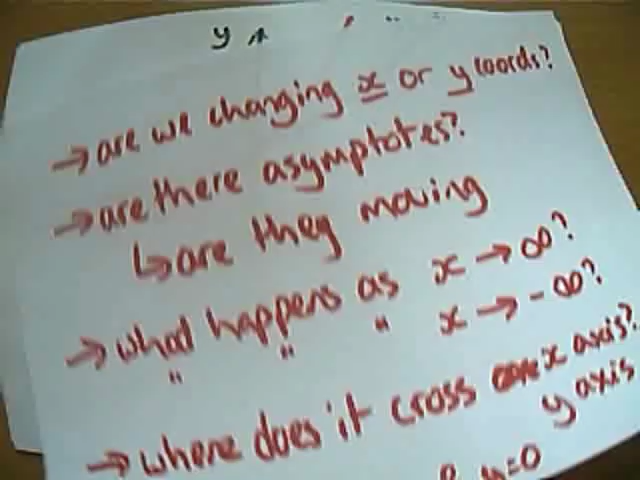 y
→ are we changing x or y coords?
→ are there asymptotes?
↳ are they moving
→ what happens as x → ∞?
" " " x → -∞?
→ where does it cross x axis?
y axis
y=0